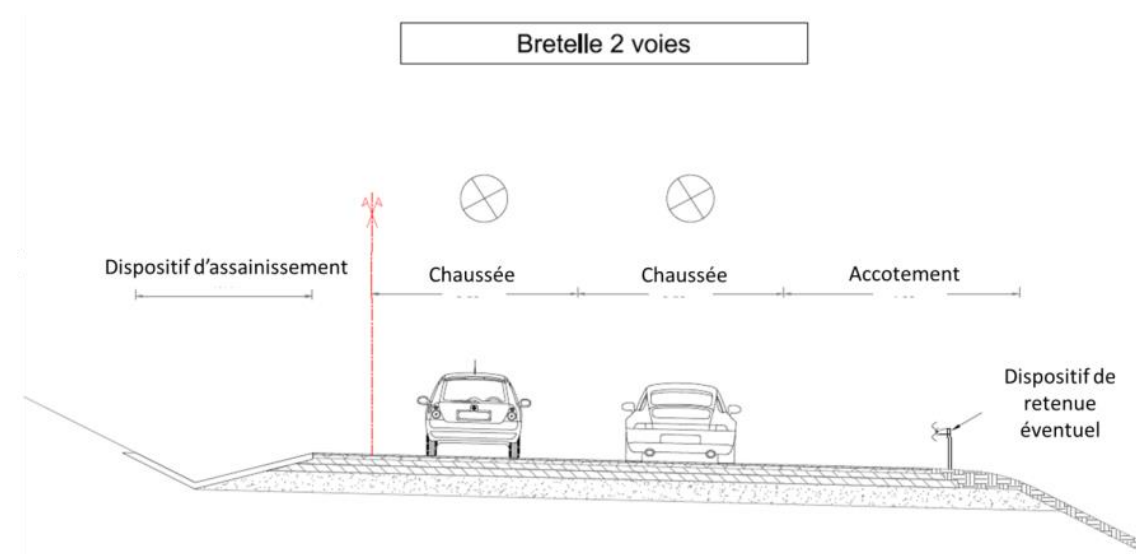 Bretelle 2 voies
A A
Dispositif d’assainissement
Chaussée
Chaussée
Accotement
Dispositif de
retenue
éventuel